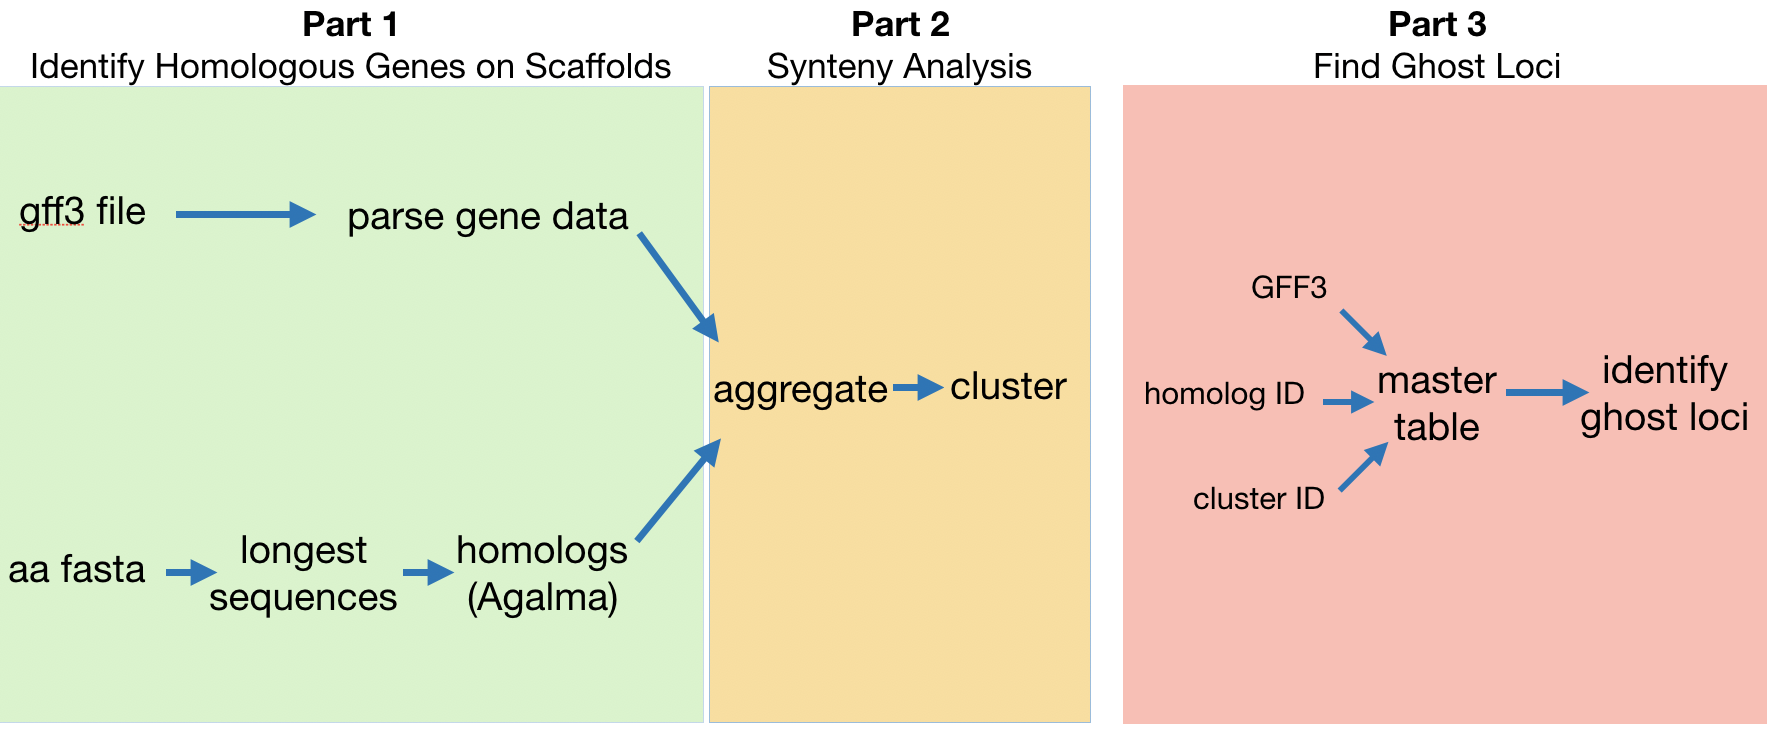 Part 1
Identify Homologous Genes on Scaffolds
gff3 file
parse gene data
aa fasta
longest
sequences
homologs
(Agalma)
Part 2
Synteny Analysis
aggregate
cluster
Part 3
Find Ghost Loci
GFF3
homolog ID
cluster ID
master
table
identify
ghost loci